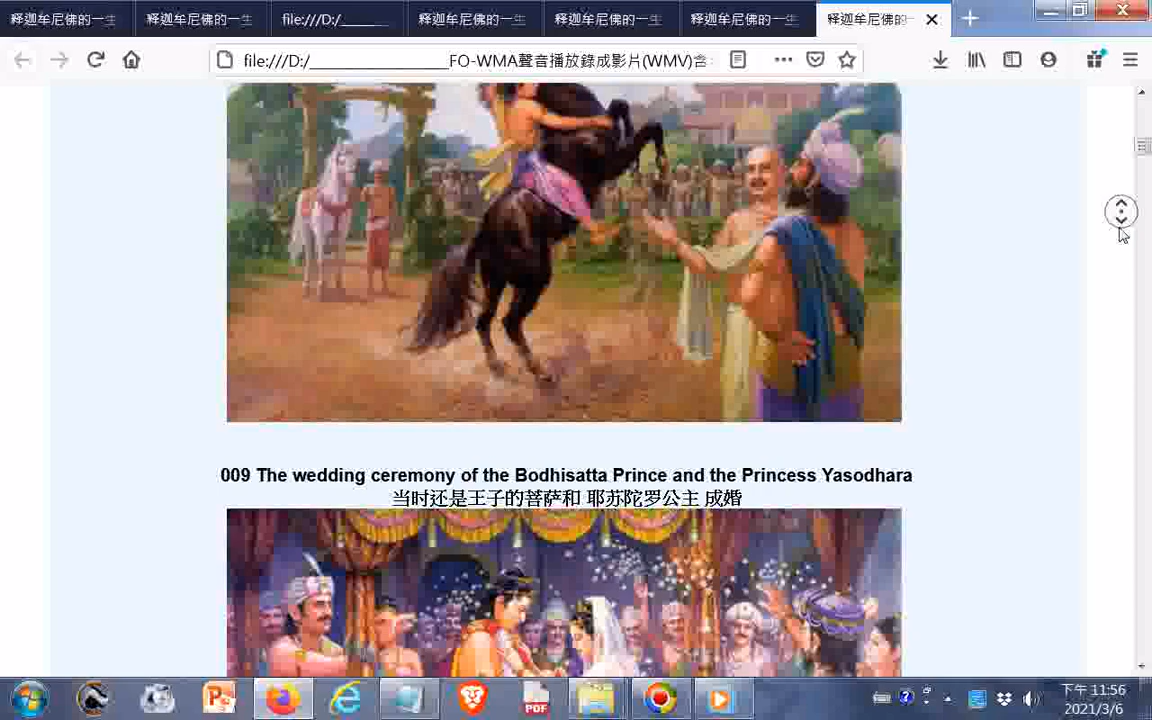 释迦牟尼佛的一生
释迦牟尼佛的一生
file:///D:/______
释迦牟尼佛的一生
释迦牟尼佛的一生
释迦牟尼佛的一生
释迦牟尼佛的
file:///D:/________________FO-WMA聲音播放錄成影片(WMV)含
009 The wedding ceremony of the Bodhisatta Prince and the Princess Yasodhara
当时还是王子的菩萨和 耶苏陀罗公主 成婚
PDF
下午 11:56
2021/3/6